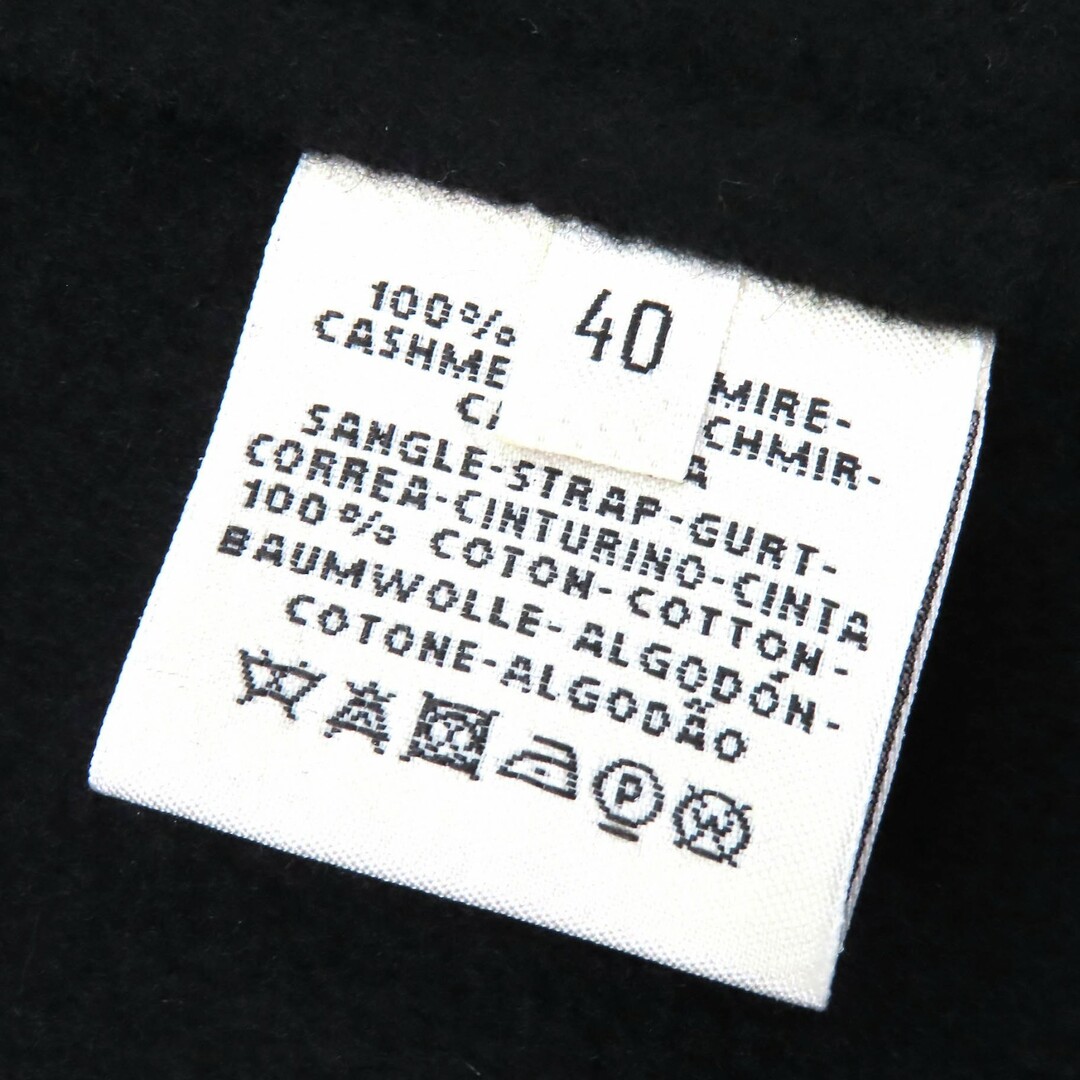 40
100%
CASHME MIRE-
CHMIR-
A
SANGLE-STRAP-GURT-
CORREA-CINTURINO-CINTA
100% COTON-COTTON-
BAUMWOLLE-ALGODÓN-
COTONE-ALGODÃO
P
W